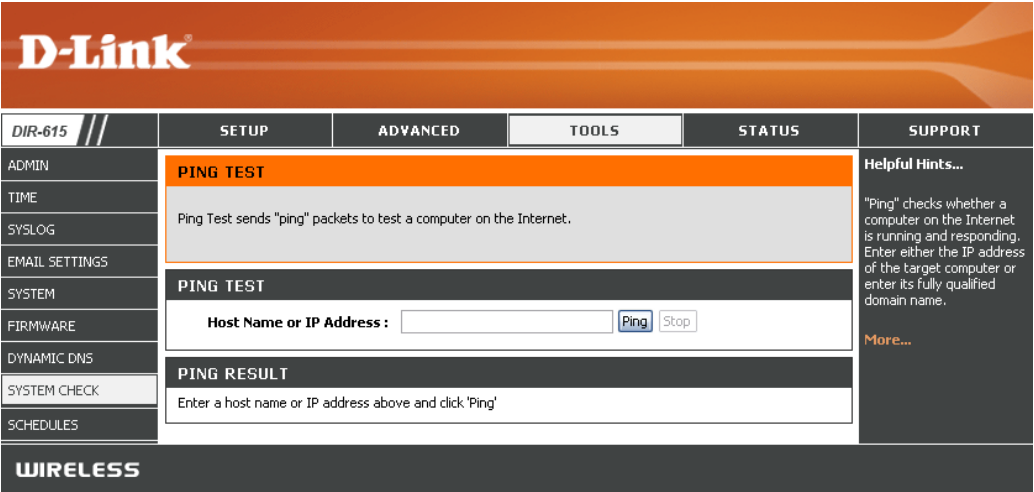 D-Link
DIR-615
SETUP
ADVANCED
TOOLS
STATUS
SUPPORT
ADMIN
TIME
SYSLOG
EMAIL SETTINGS
SYSTEM
FIRMWARE
DYNAMIC DNS
SYSTEM CHECK
SCHEDULES
PING TEST
Ping Test sends "ping" packets to test a computer on the Internet.
PING TEST
Host Name or IP Address :
Ping
Stop
PING RESULT
Enter a host name or IP address above and click 'Ping'
Helpful Hints...
"Ping" checks whether a
computer on the Internet
is running and responding.
Enter either the IP address
of the target computer or
enter its fully qualified
domain name.
More...
WIRELESS